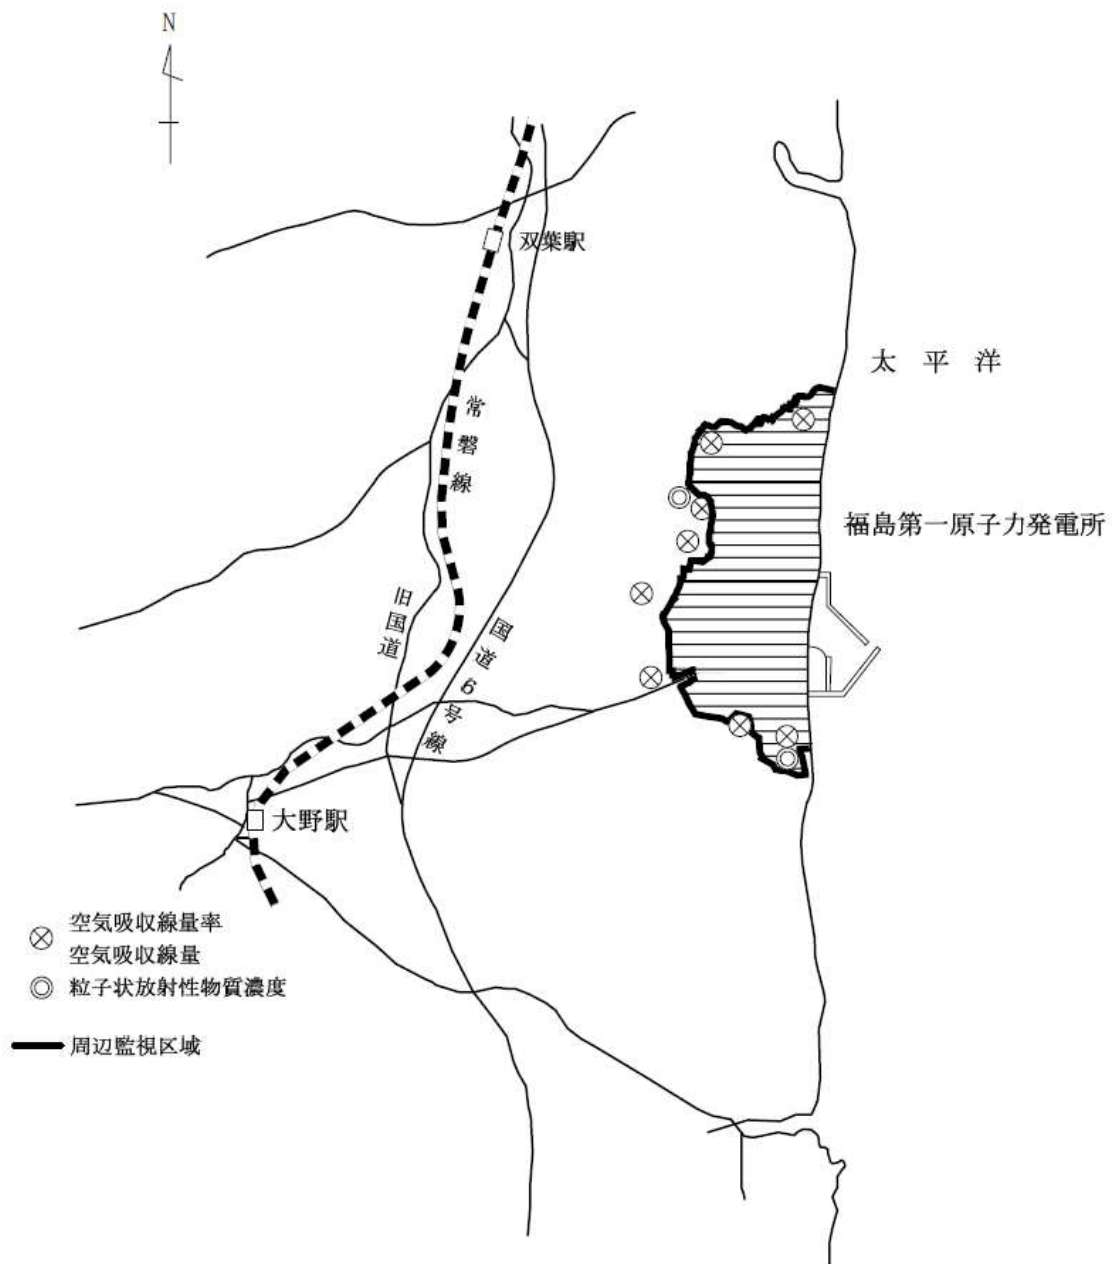 N
双葉駅
太平洋
常磐線
福島第一原子力発電所
旧国道
国道6号線
大野駅
空気吸収線量率
空気吸収線量
粒子状放射性物質濃度
周辺監視区域